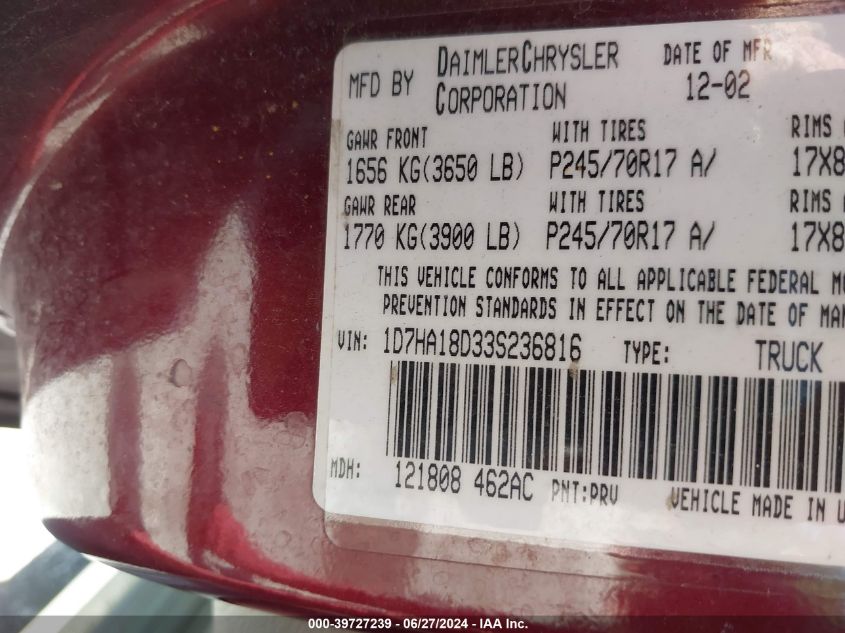 MFD BY DAIMLERCHRYSLER CORPORATION DATE OF MFR 12-02
GAWR FRONT WITH TIRES RIMS
1656 KG(3650 LB) P245/70R17 A/ 17X8
GAWR REAR WITH TIRES RIMS
1770 KG(3900 LB) P245/70R17 A/ 17X8
THIS VEHICLE CONFORMS TO ALL APPLICABLE FEDERAL
PREVENTION STANDARDS IN EFFECT ON THE DATE OF
VIN: 1D7HA18D33S236816 TYPE: TRUCK
MDH: 121808 462AC PNT:PRV VEHICLE MADE IN
000-39727239 - 06/27/2024 - IAA Inc.